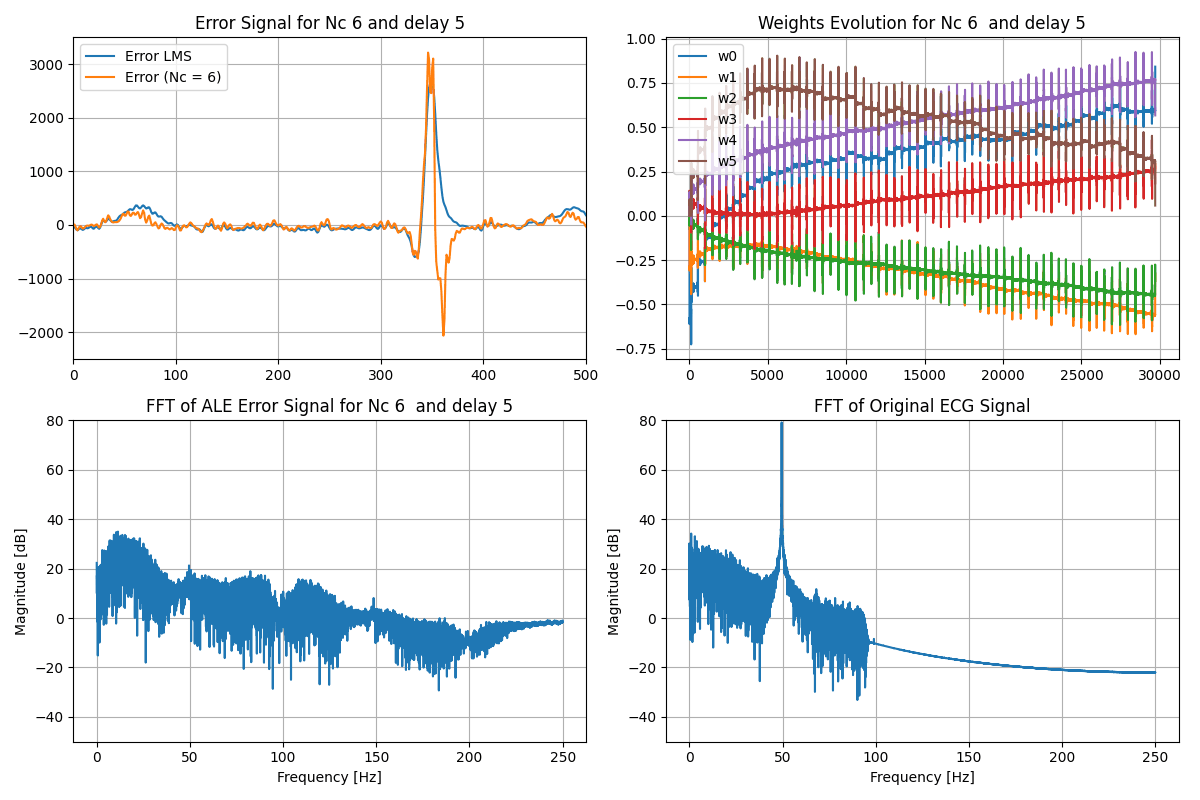 Error Signal for Nc 6 and delay 5
Error LMS
Error (Nc = 6)
3000
2000
1000
0
−1000
−2000
0 100 200 300 400 500
Weights Evolution for Nc 6 and delay 5
w0
w1
w2
w3
w4
w5
1.00
0.75
0.50
0.25
0.00
−0.25
−0.50
−0.75
0 5000 10000 15000 20000 25000 30000
FFT of ALE Error Signal for Nc 6 and delay 5
Magnitude [dB]
80
60
40
20
0
−20
−40
0 50 100 150 200 250
Frequency [Hz]
FFT of Original ECG Signal
Magnitude [dB]
80
60
40
20
0
−20
−40
0 50 100 150 200 250
Frequency [Hz]